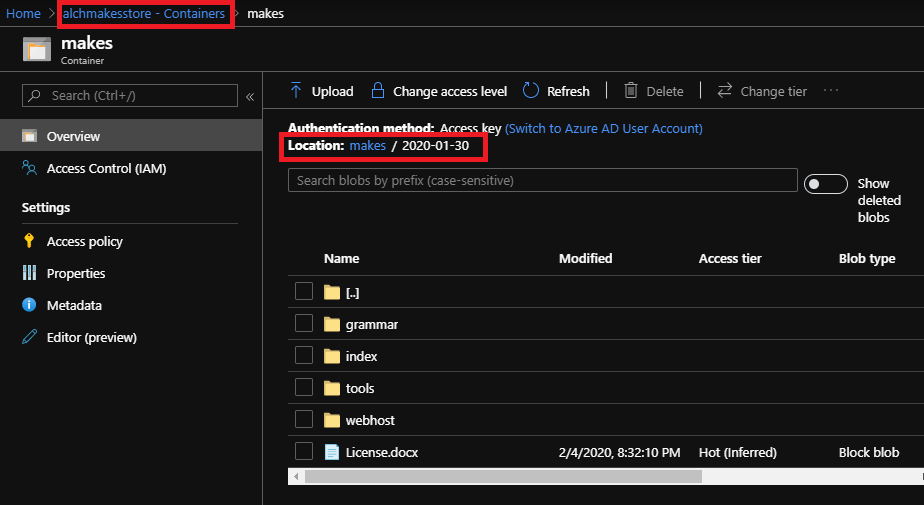 Home > alchmakesstore - Containers > makes
makes
Container
Search (Ctrl+/)
«
Overview
Access Control (IAM)
Settings
Access policy
Properties
Metadata
Editor (preview)
Upload Change access level Refresh Delete Change tier ...
Authentication method: Access key (Switch to Azure AD User Account)
Location: makes / 2020-01-30
Search blobs by prefix (case-sensitive)
Show
deleted
blobs
Name Modified Access tier Blob type
[..]
grammar
index
tools
webhost
License.docx 2/4/2020, 8:32:10 PM Hot (Inferred) Block blob